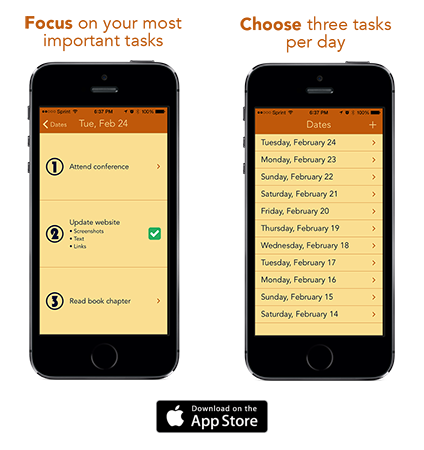 Focus on your most
important tasks
Sprint 6:37 PM 100%
Dates Tue, Feb 24
1 Attend conference
2 Update website
• Screenshots
• Text
• Links
3 Read book chapter
Choose three tasks
per day
Sprint 6:37 PM 100%
Dates +
Tuesday, February 24
Monday, February 23
Sunday, February 22
Saturday, February 21
Friday, February 20
Thursday, February 19
Wednesday, February 18
Tuesday, February 17
Monday, February 16
Sunday, February 15
Saturday, February 14
Download on the
App Store